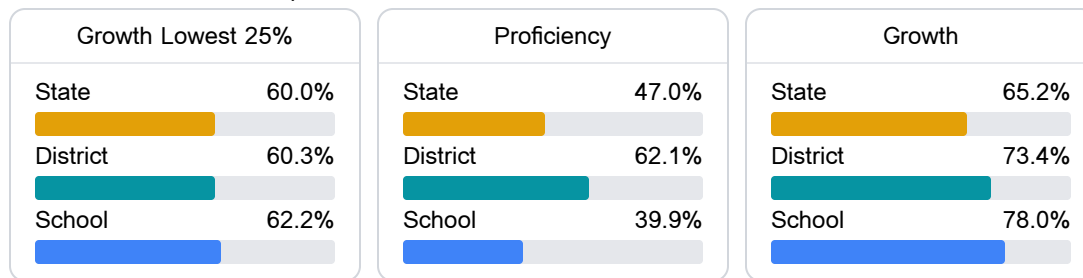 Growth Lowest 25%
State 60.0%
District 60.3%
School 62.2%
Proficiency
State 47.0%
District 62.1%
School 39.9%
Growth
State 65.2%
District 73.4%
School 78.0%